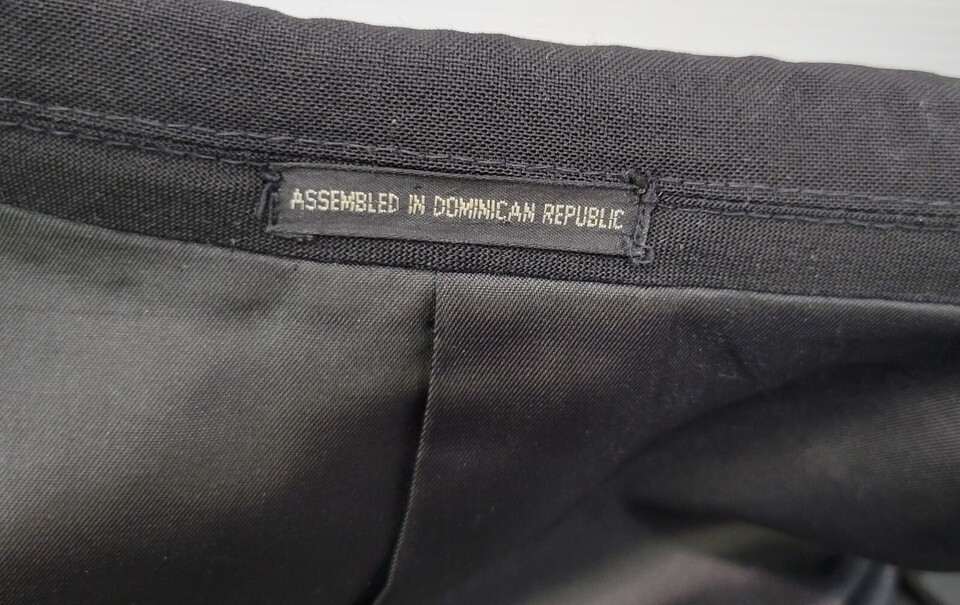 ASSEMBLED IN DOMINICAN REPUBLIC